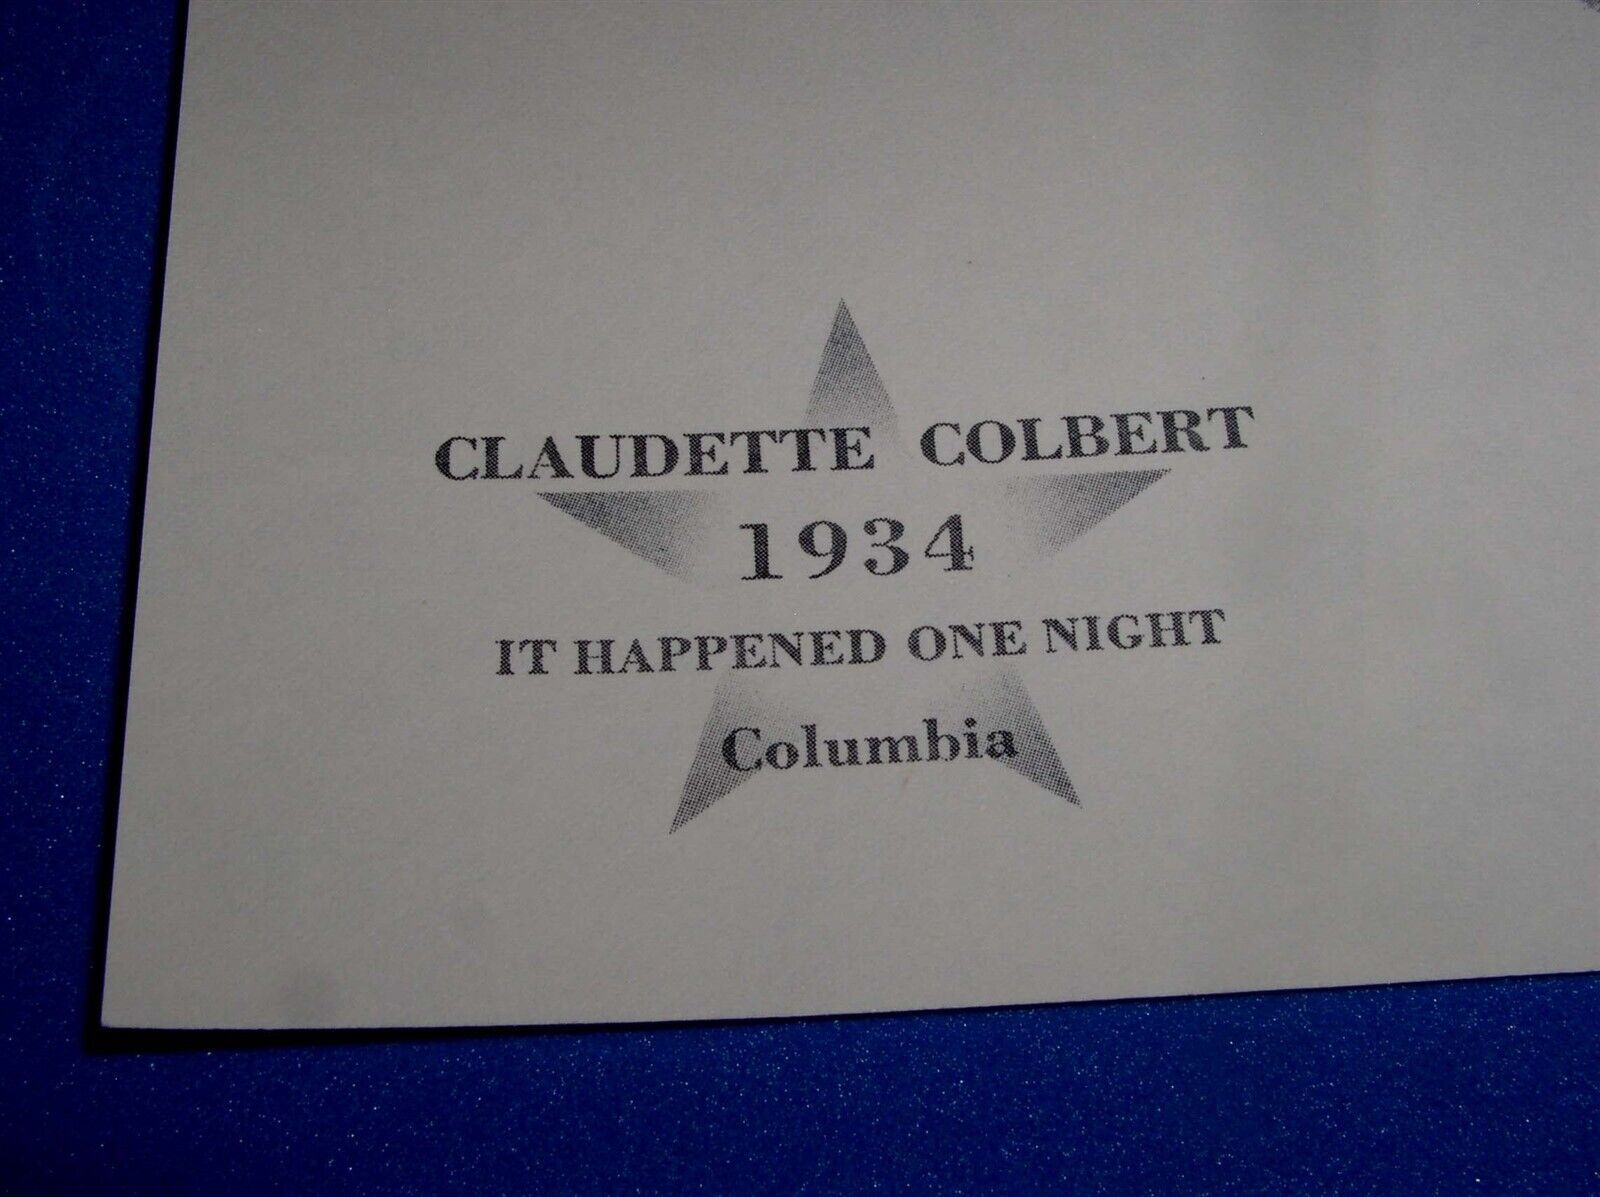 CLAUDETTE COLBERT
1934
IT HAPPENED ONE NIGHT
Columbia